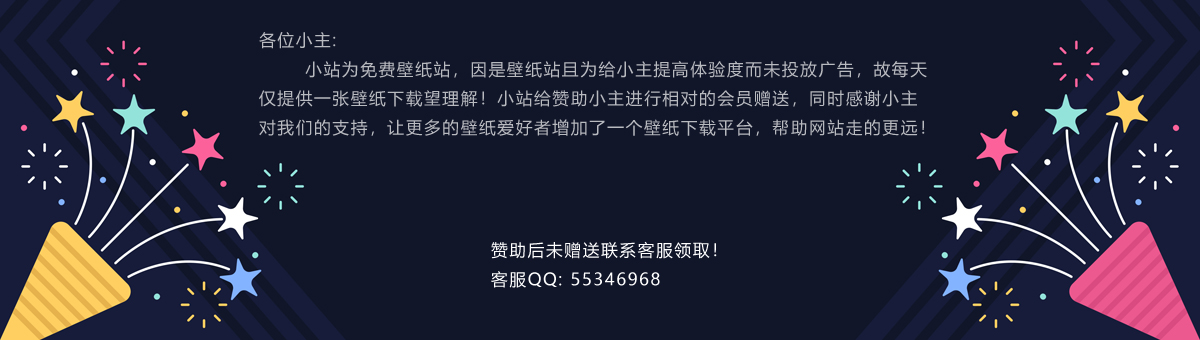 各位小主:
小站为免费壁纸站，因是壁纸站且为给小主提高体验度而未投放广告，故每天
仅提供一张壁纸下载望理解！小站给赞助小主进行相对的会员赠送，同时感谢小主
对我们的支持，让更多的壁纸爱好者增加了一个壁纸下载平台，帮助网站走的更远！
赞助后未赠送联系客服领取！
客服QQ: 55346968